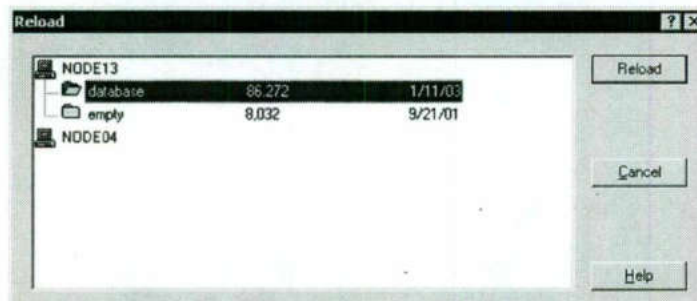 Reload ? X
NODE13
Reload
database 86,272 1/11/03
empty 8,032 9/21/01
NODE04
Cancel
Help